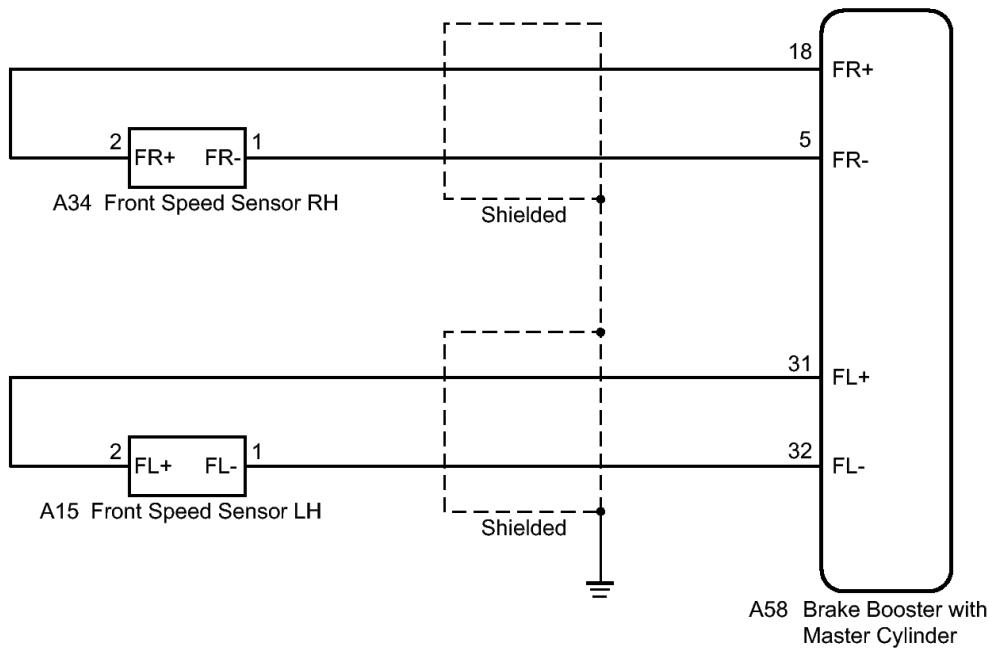 18
FR+
2
FR+ FR-
1
5
FR-
A34 Front Speed Sensor RH
Shielded
31
FL+
2
FL+ FL-
1
32
FL-
A15 Front Speed Sensor LH
Shielded
A58 Brake Booster with
Master Cylinder